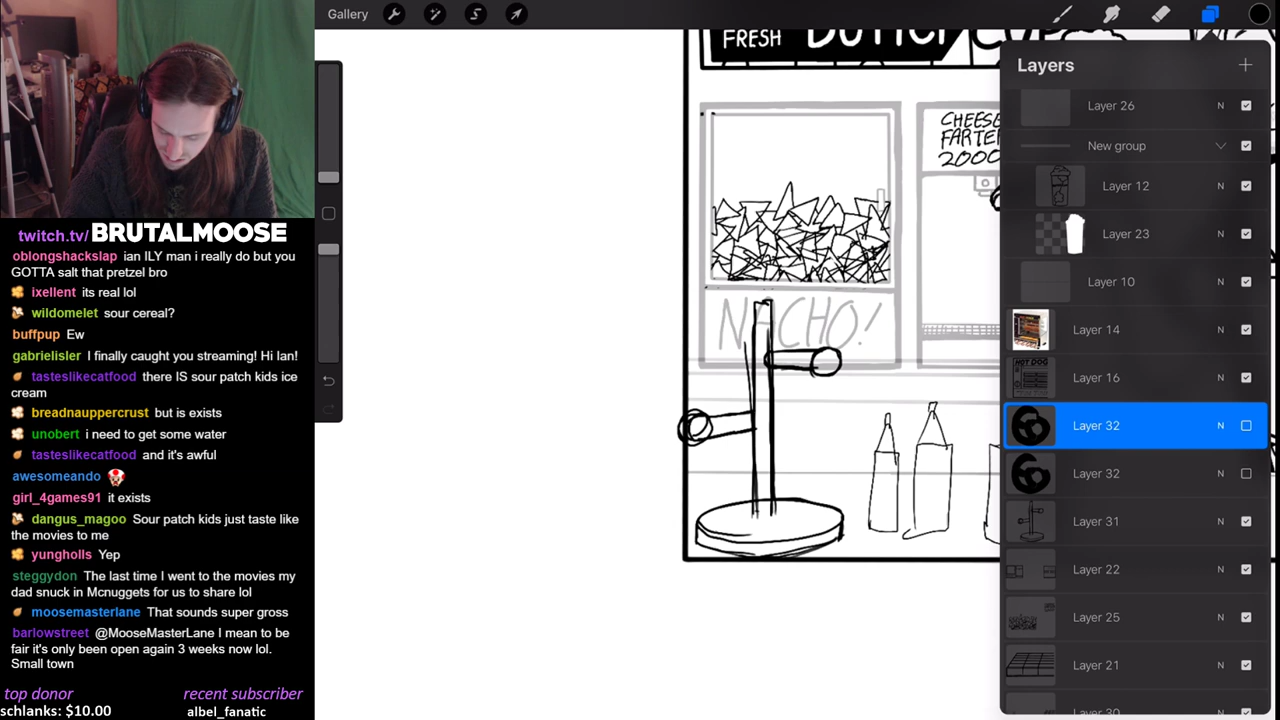 Gallery
twitch.tv/BRUTALMOOSE
oblongshackslap ian ILY man i really do but you
GOTTA salt that pretzel bro
ixellent its real lol
wildomelet sour cereal?
buffpup Ew
gabrielisler I finally caught you streaming! Hi Ian!
tasteslikecatfood there IS sour patch kids ice
cream
breadnauppercrust but is exists
unobert i need to get some water
tasteslikecatfood and it's awful
awesomeando
girl_4games91 it exists
dangus_magoo Sour patch kids just taste like
the movies to me
yungholls Yep
steggydon The last time I went to the movies my
dad snuck in Mcnuggets for us to share lol
moosemasterlane That sounds super gross
barlowstreet @MooseMasterLane I mean to be
fair it's only been open again 3 weeks now lol.
Small town
top donor
schlanks: $10.00
recent subscriber
albel_fanatic
FRESH
CHEESE
FARTER
2000
NACHO!
Layers
Layer 26 N
New group
Layer 12 N
Layer 23 N
Layer 10 N
Layer 14 N
HOT DOG
Layer 16 N
Layer 32 N
Layer 32 N
Layer 31 N
Layer 22 N
Layer 25 N
Layer 21 N
Layer 30 N